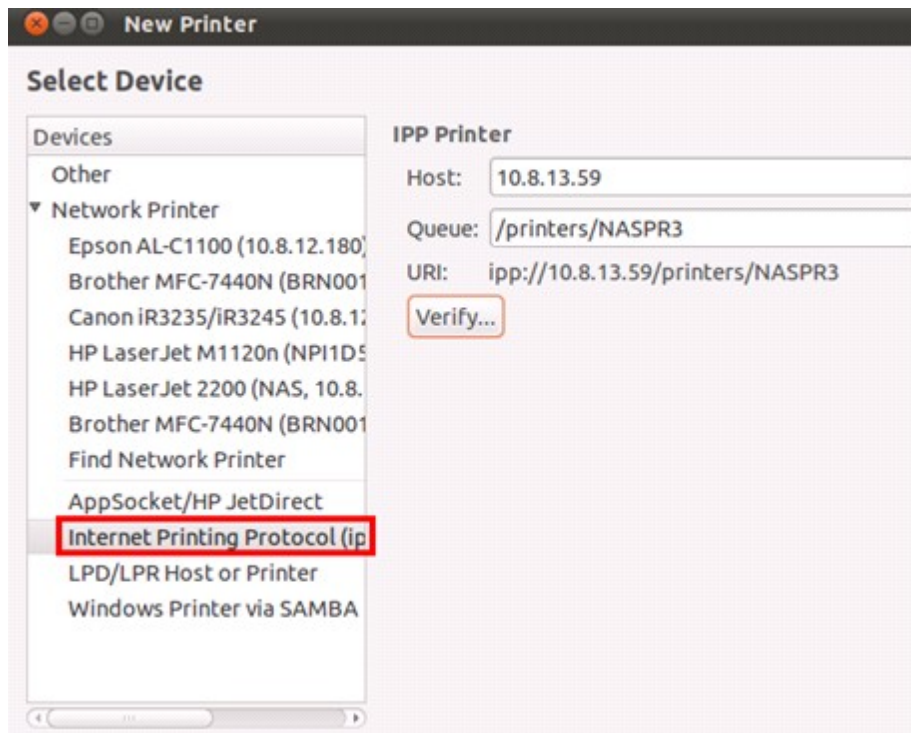 New Printer
Select Device
Devices
Other
Network Printer
Epson AL-C1100 (10.8.12.180)
Brother MFC-7440N (BRN001
Canon iR3235/iR3245 (10.8.12
HP LaserJet M1120n (NPI1D5
HP LaserJet 2200 (NAS, 10.8.
Brother MFC-7440N (BRN001
Find Network Printer
AppSocket/HP JetDirect
Internet Printing Protocol (ip
LPD/LPR Host or Printer
Windows Printer via SAMBA
IPP Printer
Host: 10.8.13.59
Queue: /printers/NASPR3
URI: ipp://10.8.13.59/printers/NASPR3
Verify...